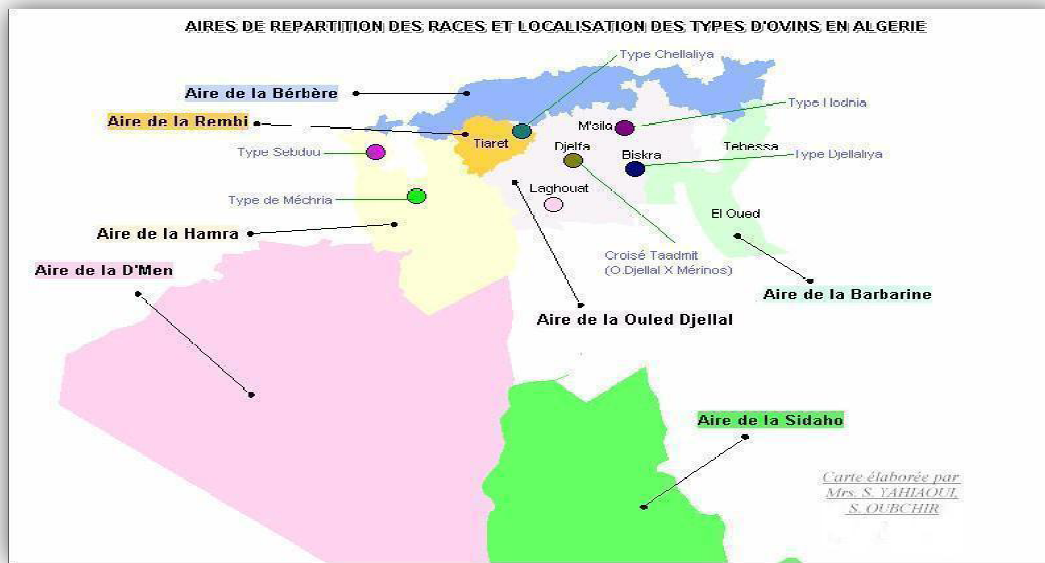 AIRES DE REPARTITION DES RACES ET LOCALISATION DES TYPES D'OVINS EN ALGERIE
Type Chellaliya
Aire de la Bérbère
Type Hodnia
Aire de la Rembi
M'sila
Tiaret
Djelfa
Tebessa
Type Sebdou
Biskra
Type Djellaliya
Laghouat
Type de Méchria
El Oued
Aire de la Hamra
Croisé Taadmit
(O.Djellal X Mérinos)
Aire de la D'Men
Aire de la Barbarine
Aire de la Ouled Djellal
Aire de la Sidaho
Carte élaborée par
Mrs. S. YAHIAOUI,
S. OUBCHIR